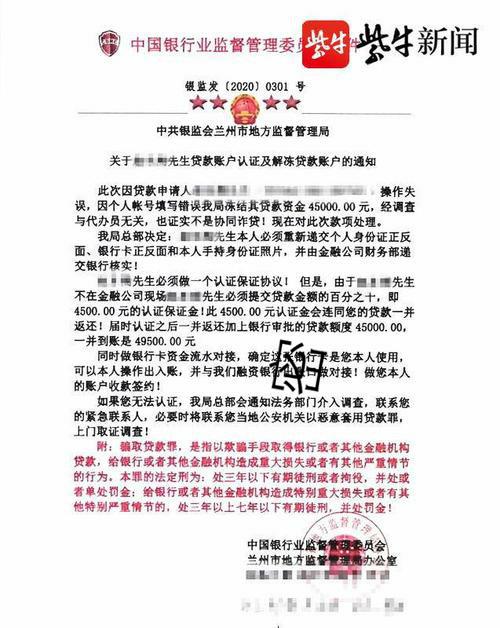 中国银行业监督管理委员
件
紫牛 紫牛新闻
银监发〔2020〕0301 号
中共银监会兰州市地方监督管理局
关于 先生贷款账户认证及解冻贷款账户的通知
此次因贷款申请人 操作失
误，因个人帐号填写错误我局冻结其贷款资金 45000.00 元，经调查
与代办员无关，也证实不是协同诈贷！现在对此次款项处理。
我局总部决定： 先生本人必须重新递交个人身份证正反
面、银行卡正反面和本人手持身份证照片，并由金融公司财务部递
交银行核实！
先生必须做一个认证保证协议！但是，由于 先生
不在金融公司现场 先生必须提交贷款金额的百分之十，即
4500.00 元的认证保证金！此 4500.00 元认证金会连同您的贷款一并
返还！届时认证之后一并返还加上银行审批的贷款额度 45000.00，
一并到账是 49500.00 元
同时做银行卡资金流水对接，确定这张银行卡是您本人使用，
可以本人操作出入账，并与我们融资银行出账口做对接！做您本人
的账户收款签约！
密
如果您无法认证，我局总部会通知法务部门介入调查，联系您
的紧急联系人，必要时将联系您当地公安机关以恶意套用贷款罪，
上门取证调查！
附：骗取贷款罪，是指以欺骗手段取得银行或者其他金融机构
贷款，给银行或者其他金融机构造成重大损失或者有其他严重情节
的行为。本罪的法定刑为：处三年以下有期徒刑或者拘役，并处或
者单处罚金；给银行或者其他金融机构造成特别重大损失或者有其
他特别严重情节的，处三年以上七年以下有期徒刑，并处罚金！
中国银行业监督管理委员会
兰州市地方监督管理局办公室
地方监督管理局